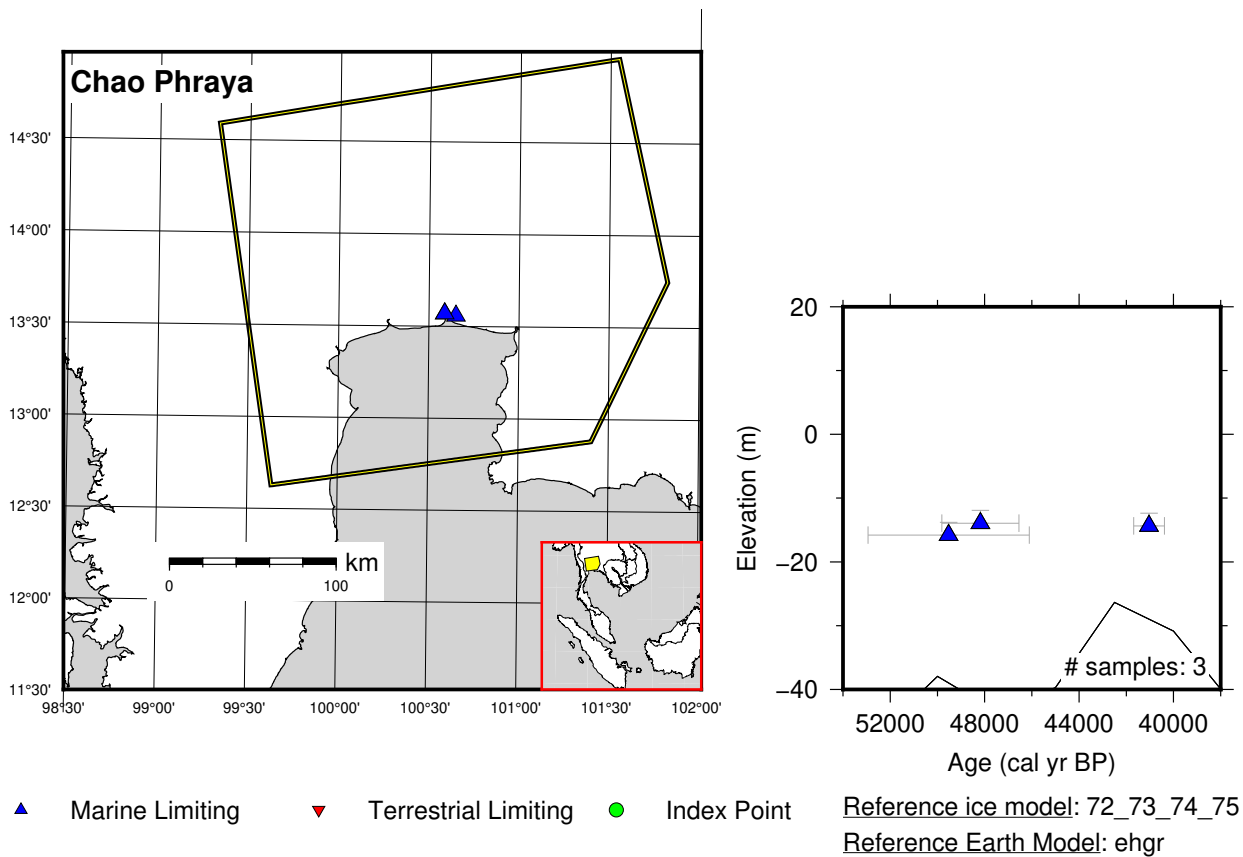 Chao Phraya
14°30'
14°00'
13°30'
13°00'
12°30'
12°00'
11°30'
98°30'
99°00'
99°30'
100°00'
100°30'
101°00'
101°30'
102°00'
km
0
100
20
0
−20
−40
Elevation (m)
# samples: 3
52000
48000
44000
40000
Age (cal yr BP)
Marine Limiting
Terrestrial Limiting
Index Point
Reference ice model: 72_73_74_75
Reference Earth Model: ehgr